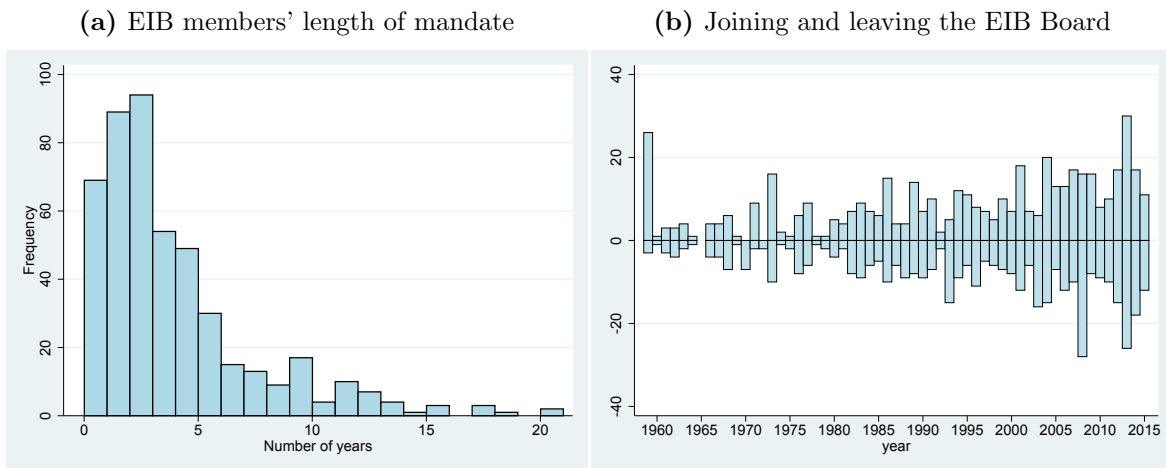 (a) EIB members’ length of mandate
(b) Joining and leaving the EIB Board
100
80
60
40
20
0
Frequency
0 5 10 15 20
Number of years
40
20
0
-20
-40
1960 1965 1970 1975 1980 1985 1990 1995 2000 2005 2010 2015
year